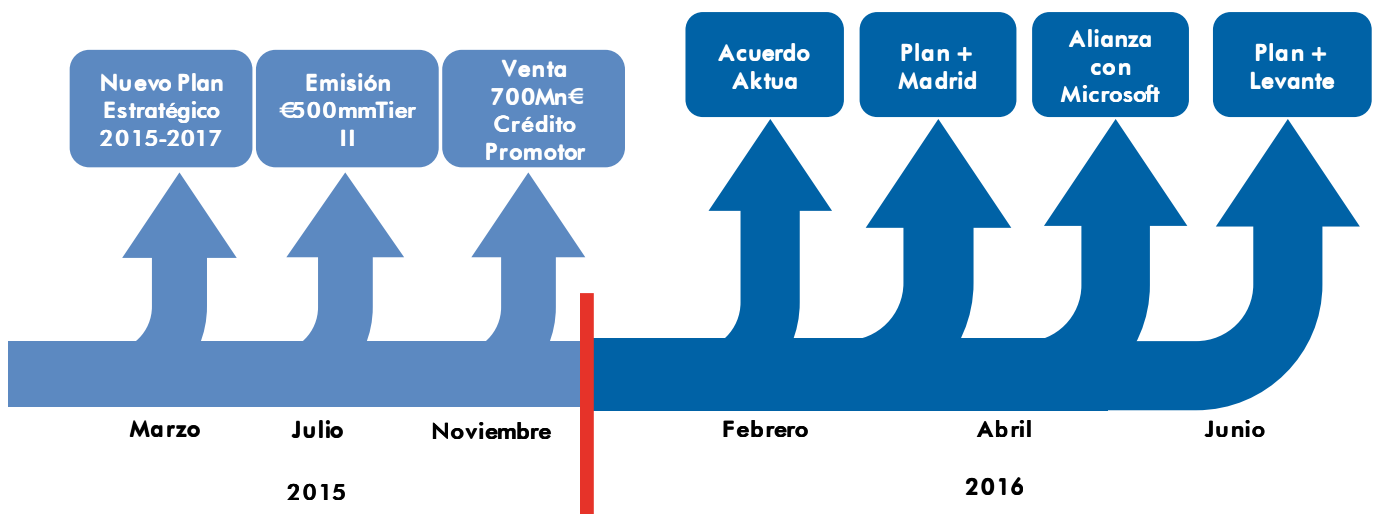 Nuevo Plan
Estratégico
2015-2017
Emisión
€500mmTier
II
Venta
700Mn€
Crédito
Promotor
Acuerdo
Aktua
Plan +
Madrid
Alianza
con
Microsoft
Plan +
Levante
Marzo
Julio
Noviembre
Febrero
Abril
Junio
2015
2016